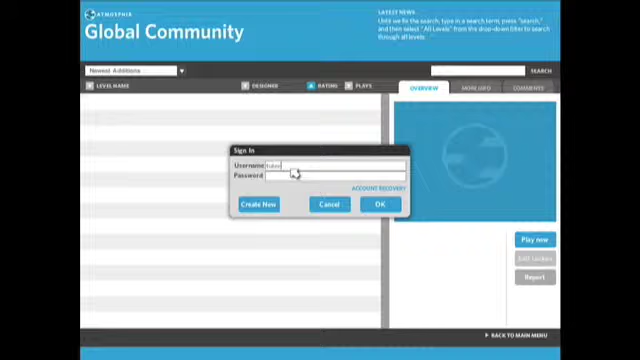 ATMOSPHIR
Global Community
LATEST NEWS
Until we fix the search, type in a search term, press "search,"
and then select "All Levels" from the drop-down filter to search
through all levels.
Newest Additions
SEARCH
LEVEL NAME
DESIGNER
RATING
PLAYS
OVERVIEW
MORE INFO
COMMENTS
Sign In
Username
Password
ACCOUNT RECOVERY
Create New
Cancel
OK
Play now
Report
BACK TO MAIN MENU